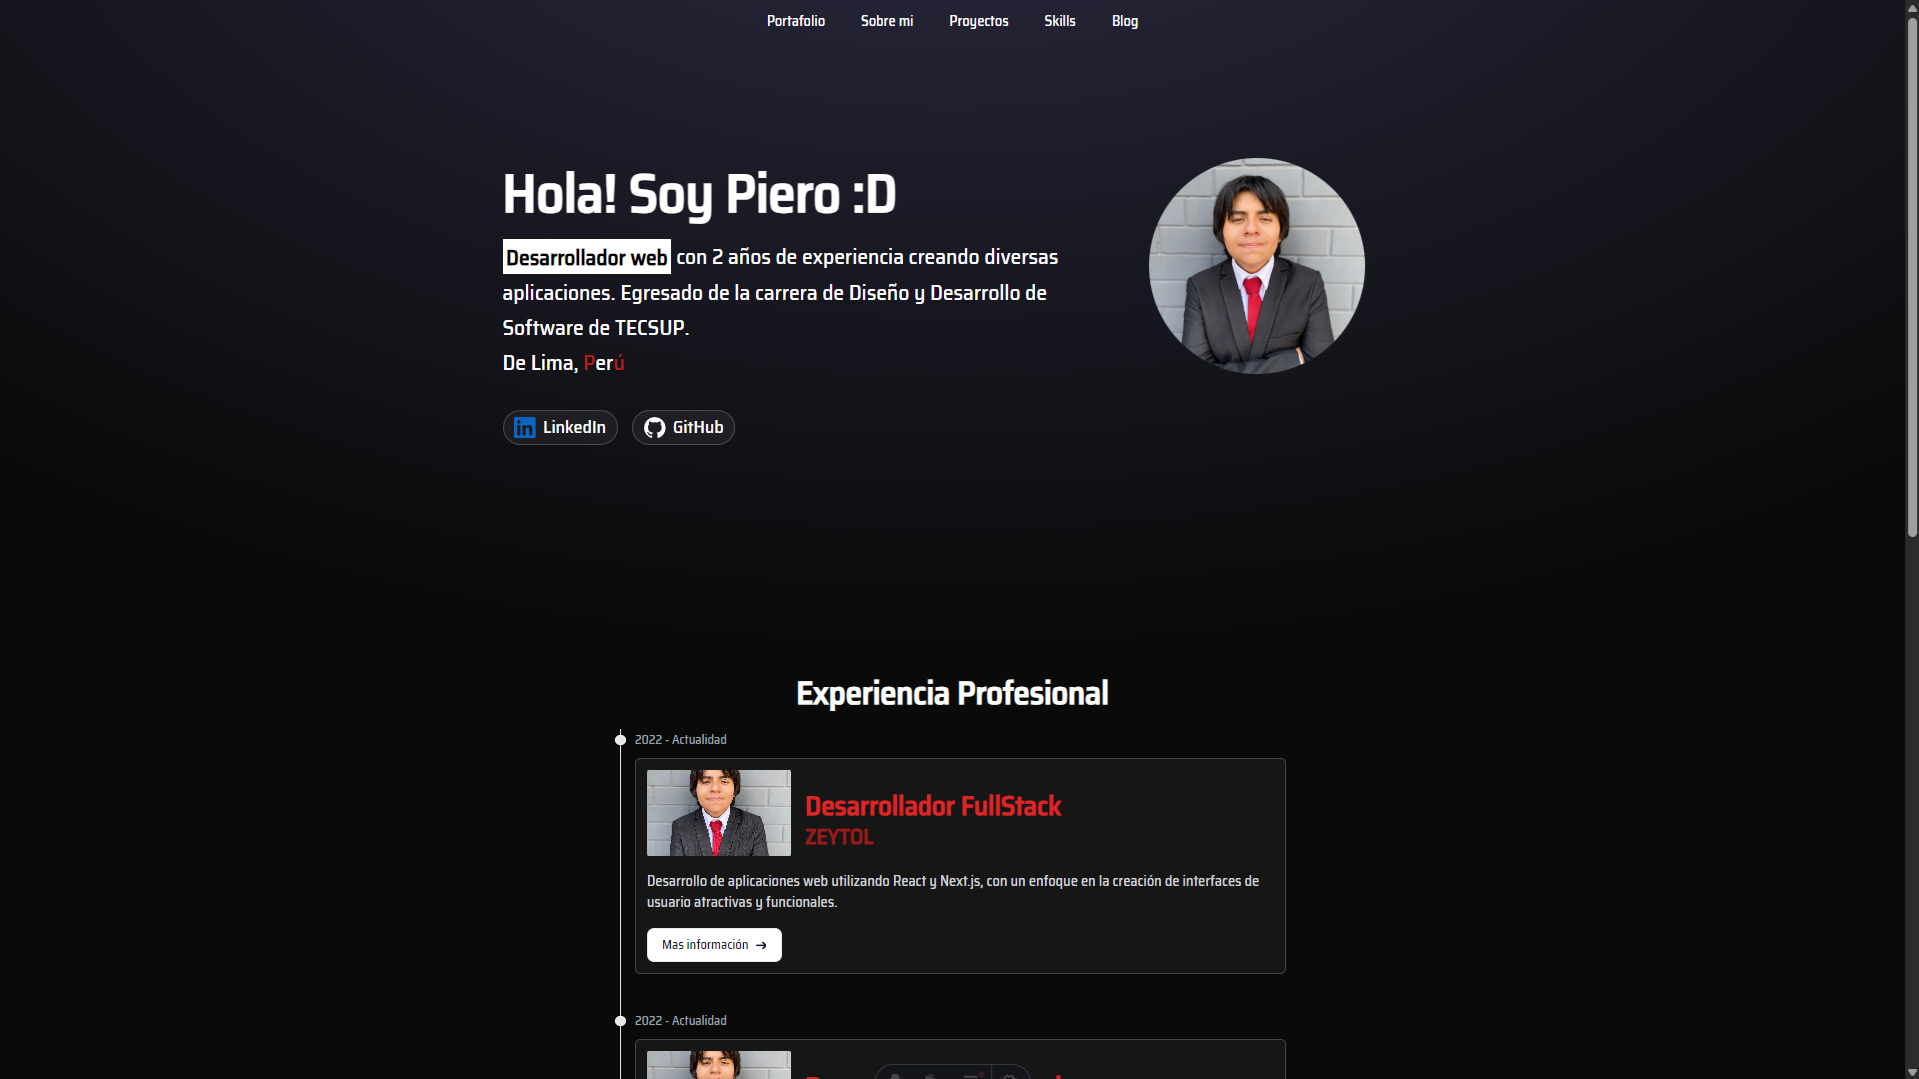 Portafolio Sobre mi Proyectos Skills Blog
Hola! Soy Piero :D
Desarrollador web con 2 años de experiencia creando diversas
aplicaciones. Egresado de la carrera de Diseño y Desarrollo de
Software de TECSUP.
De Lima, Perú
LinkedIn GitHub
Experiencia Profesional
2022 - Actualidad
Desarrollador FullStack
ZEYTOL
Desarrollo de aplicaciones web utilizando React y Next.js, con un enfoque en la creación de interfaces de
usuario atractivas y funcionales.
Mas información →
2022 - Actualidad